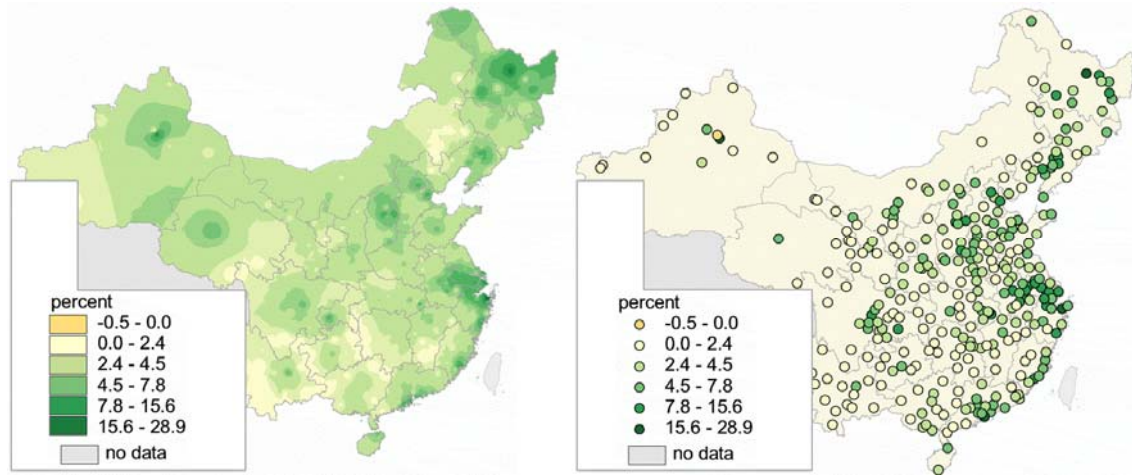 percent
-0.5 - 0.0
0.0 - 2.4
2.4 - 4.5
4.5 - 7.8
7.8 - 15.6
15.6 - 28.9
no data
percent
-0.5 - 0.0
0.0 - 2.4
2.4 - 4.5
4.5 - 7.8
7.8 - 15.6
15.6 - 28.9
no data